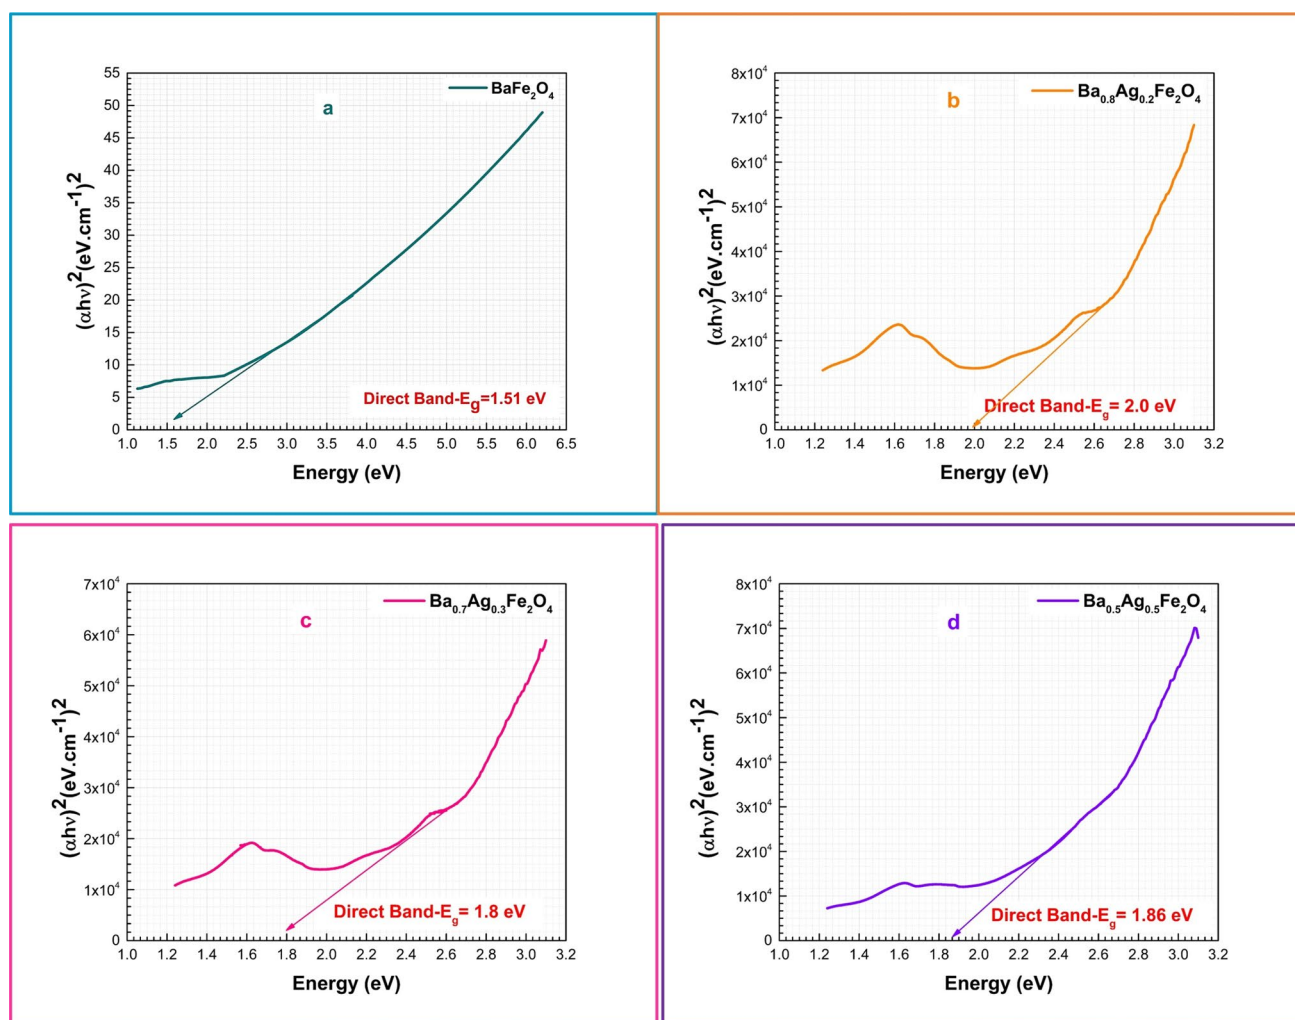 a
BaFe₂O₄
(αhν)²(eV.cm⁻¹)²
55
50
45
40
35
30
25
20
15
10
5
0
Direct Band-Eg=1.51 eV
1.0 1.5 2.0 2.5 3.0 3.5 4.0 4.5 5.0 5.5 6.0 6.5
Energy (eV)
b
Ba₀.₈Ag₀.₂Fe₂O₄
(αhν)²(eV.cm⁻¹)²
8x10⁴
7x10⁴
6x10⁴
5x10⁴
4x10⁴
3x10⁴
2x10⁴
1x10⁴
0
Direct Band-Eg= 2.0 eV
1.0 1.2 1.4 1.6 1.8 2.0 2.2 2.4 2.6 2.8 3.0 3.2
Energy (eV)
c
Ba₀.₇Ag₀.₃Fe₂O₄
(αhν)²(eV.cm⁻¹)²
7x10⁴
6x10⁴
5x10⁴
4x10⁴
3x10⁴
2x10⁴
1x10⁴
0
Direct Band-Eg= 1.8 eV
1.0 1.2 1.4 1.6 1.8 2.0 2.2 2.4 2.6 2.8 3.0 3.2
Energy (eV)
d
Ba₀.₅Ag₀.₅Fe₂O₄
(αhν)²(eV.cm⁻¹)²
8x10⁴
7x10⁴
6x10⁴
5x10⁴
4x10⁴
3x10⁴
2x10⁴
1x10⁴
0
Direct Band-Eg= 1.86 eV
1.0 1.2 1.4 1.6 1.8 2.0 2.2 2.4 2.6 2.8 3.0 3.2
Energy (eV)